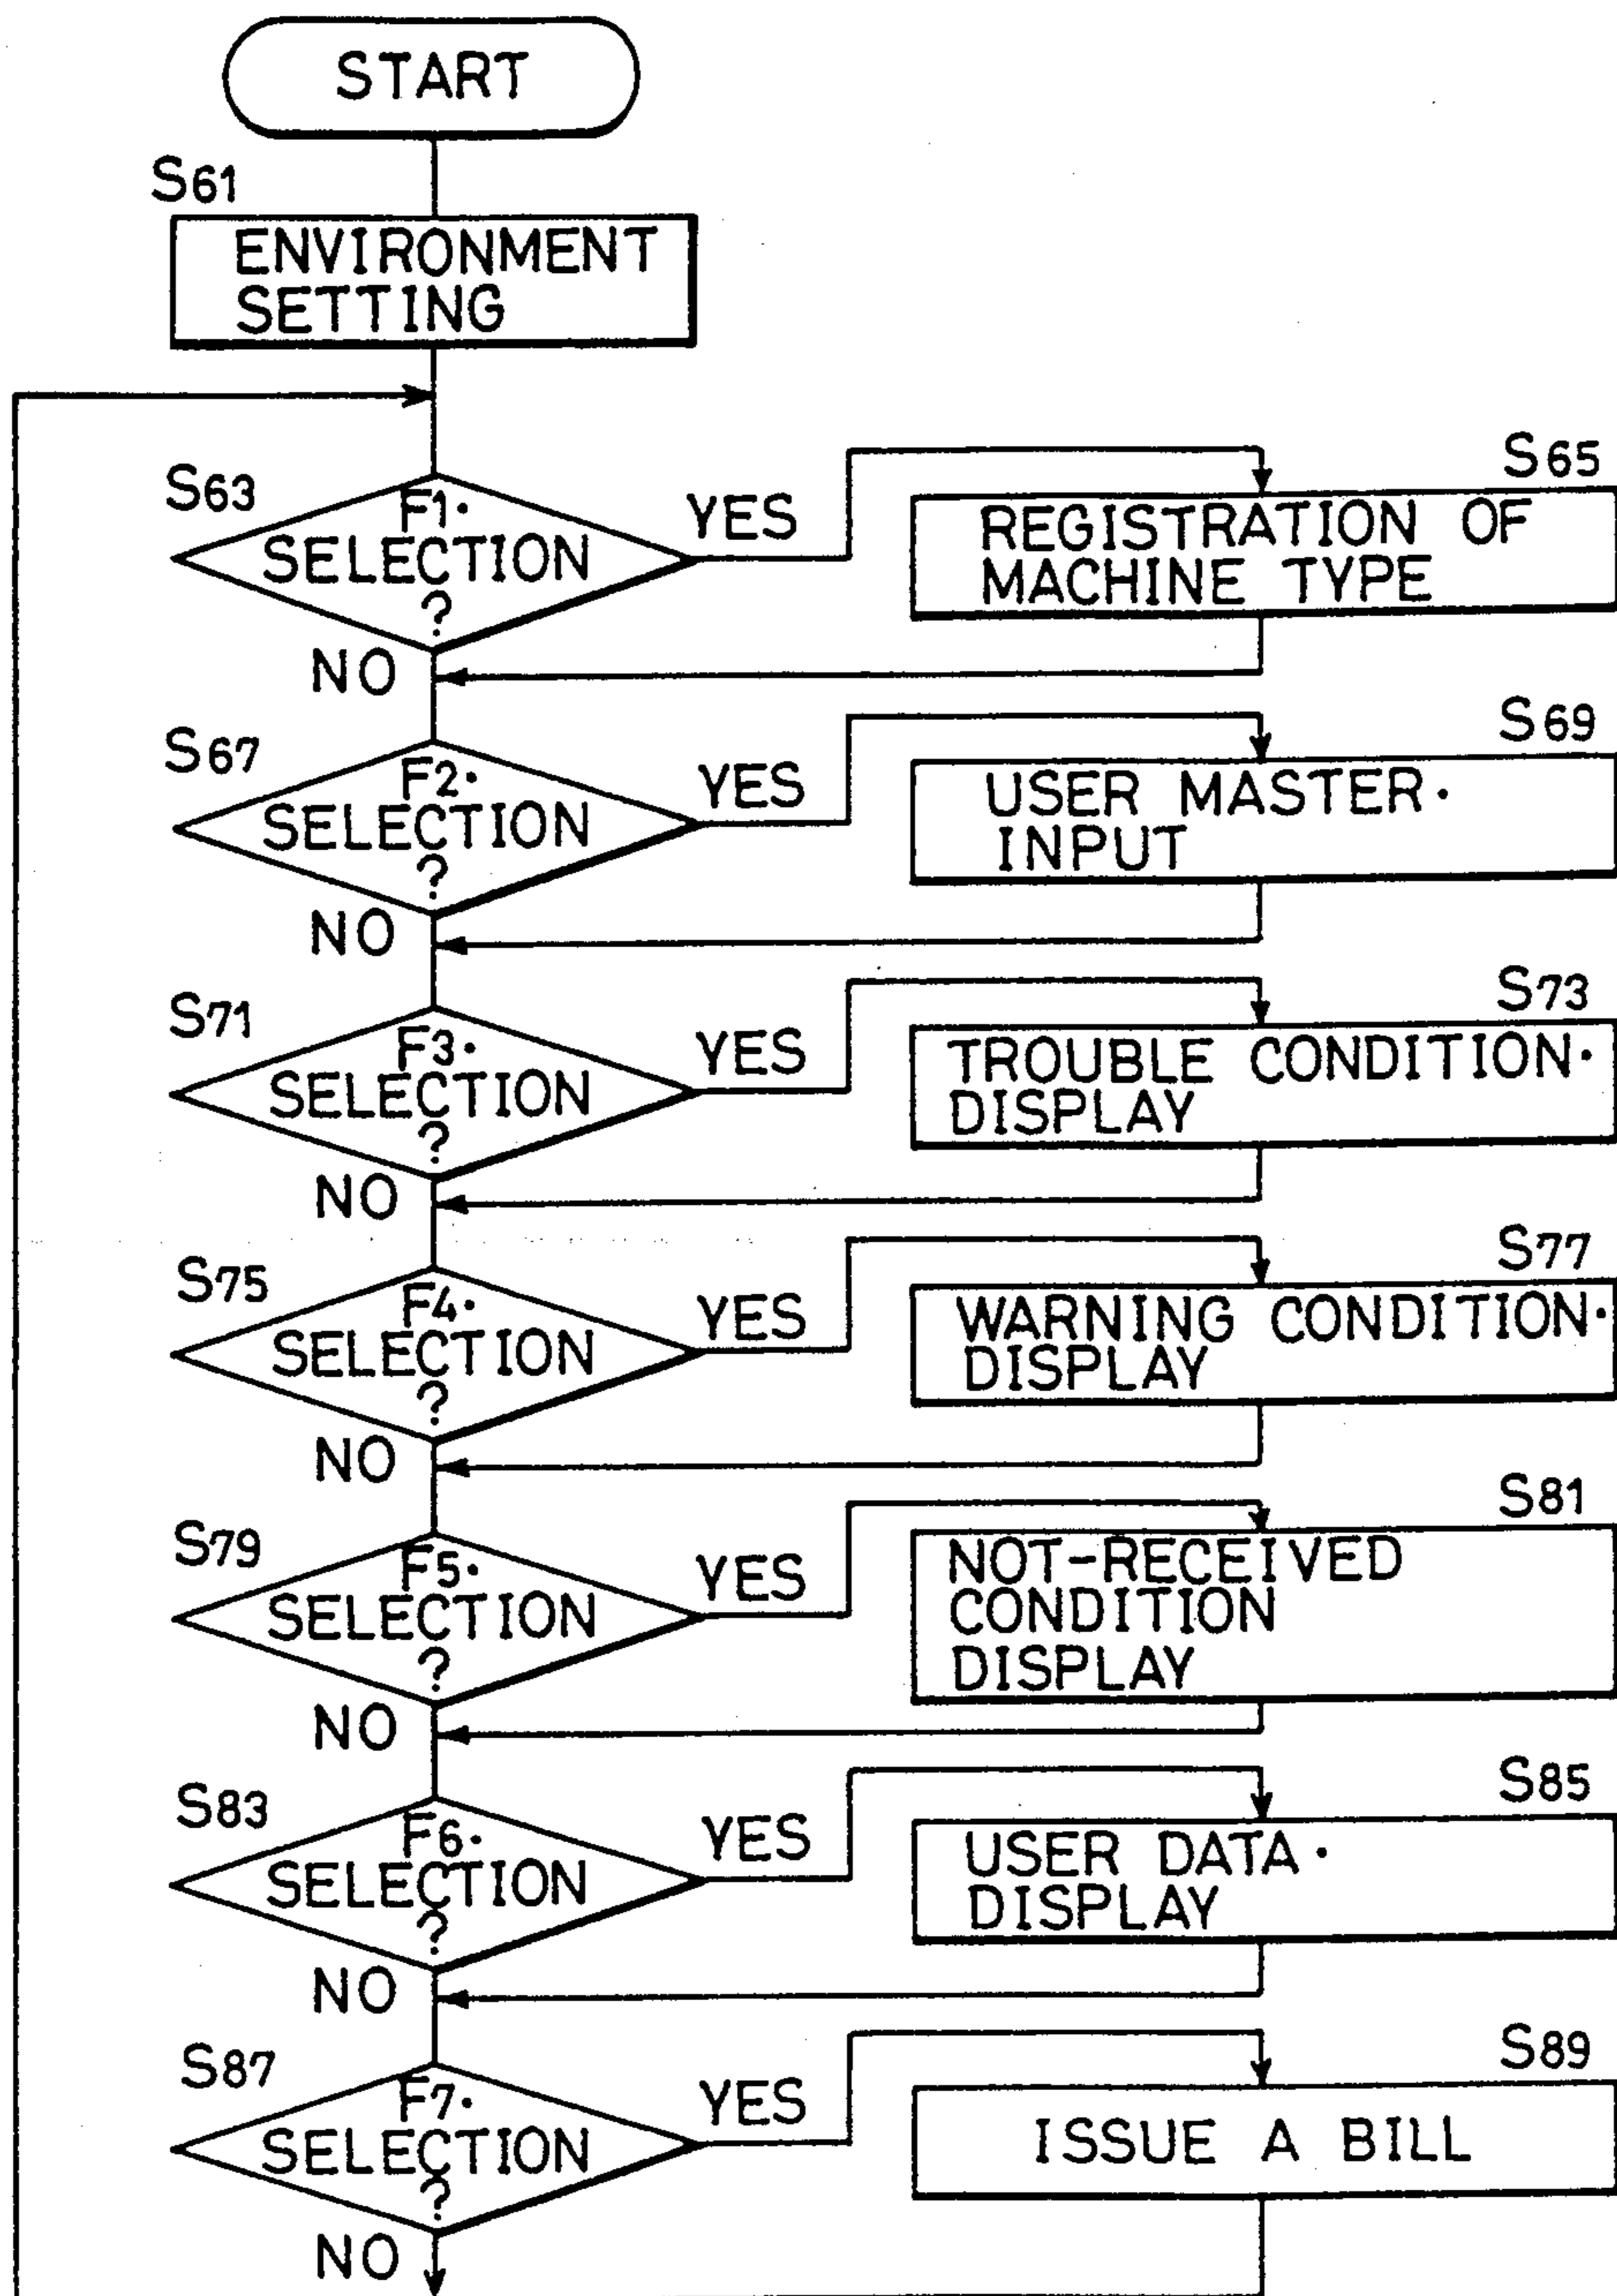 START
S61
ENVIRONMENT
SETTING
S63
F1·
SELECTION
?
YES
NO
S65
REGISTRATION OF
MACHINE TYPE
S67
F2·
SELECTION
?
YES
NO
S69
USER MASTER·
INPUT
S71
F3·
SELECTION
?
YES
NO
S73
TROUBLE CONDITION·
DISPLAY
S75
F4·
SELECTION
?
YES
NO
S77
WARNING CONDITION·
DISPLAY
S79
F5·
SELECTION
?
YES
NO
S81
NOT-RECEIVED
CONDITION
DISPLAY
S83
F6·
SELECTION
?
YES
NO
S85
USER DATA·
DISPLAY
S87
F7·
SELECTION
?
YES
NO
S89
ISSUE A BILL